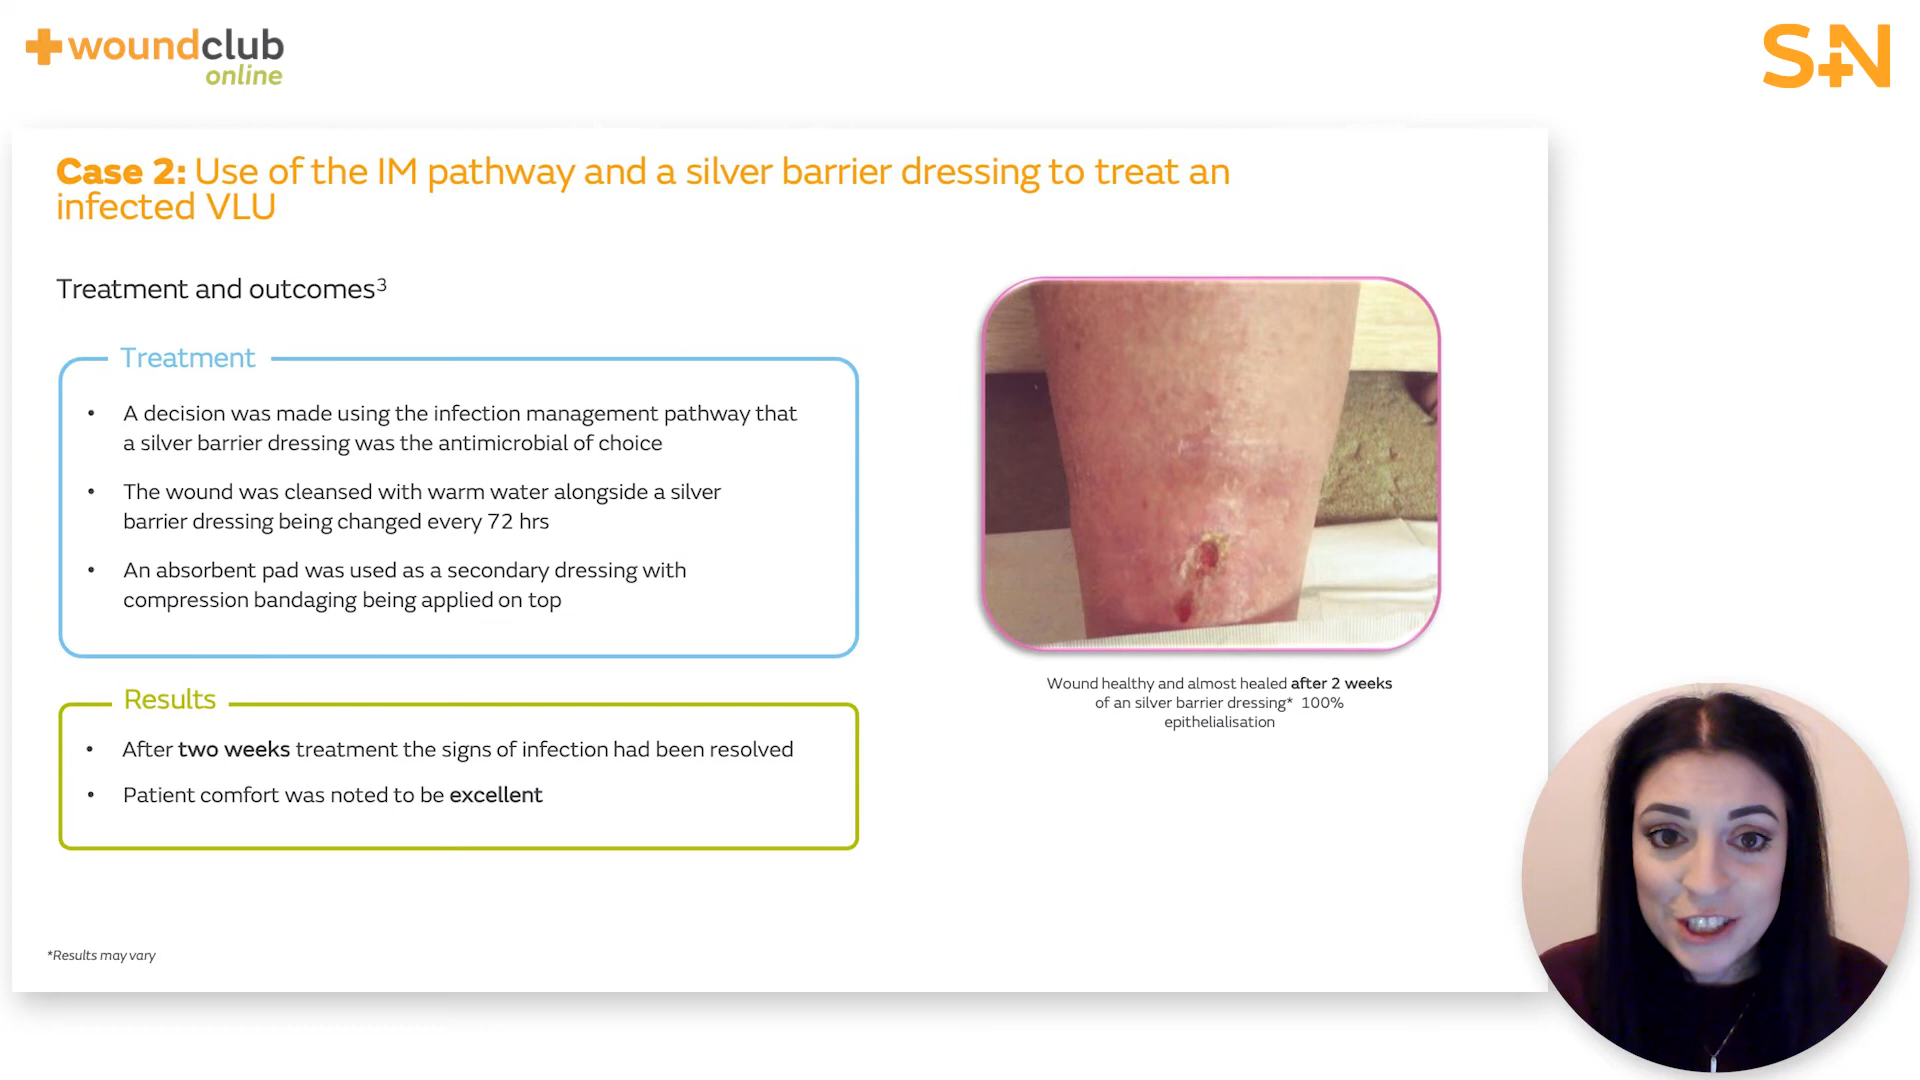 woundclub
online
S+N
Case 2: Use of the IM pathway and a silver barrier dressing to treat an
infected VLU
Treatment and outcomes³
Treatment
• A decision was made using the infection management pathway that
a silver barrier dressing was the antimicrobial of choice
• The wound was cleansed with warm water alongside a silver
barrier dressing being changed every 72 hrs
• An absorbent pad was used as a secondary dressing with
compression bandaging being applied on top
Results
• After two weeks treatment the signs of infection had been resolved
• Patient comfort was noted to be excellent
Wound healthy and almost healed after 2 weeks
of an silver barrier dressing* 100%
epithelialisation
*Results may vary